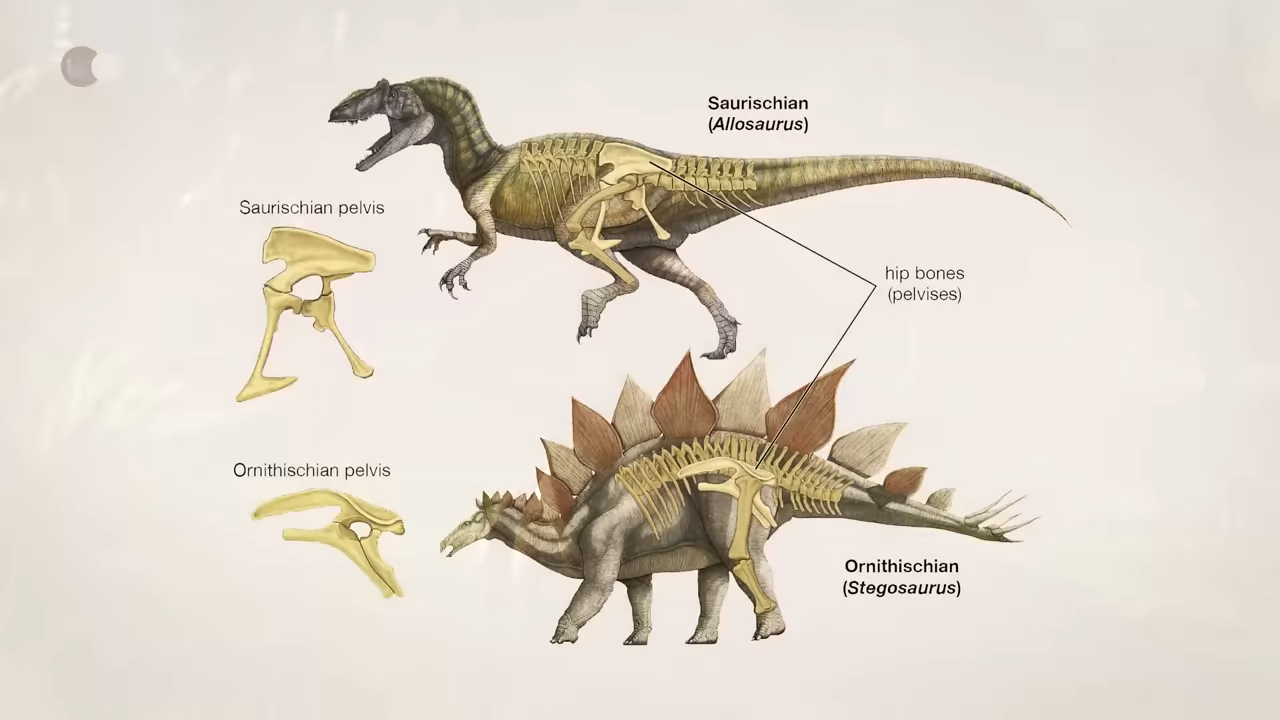 Saurischian
(Allosaurus)
Saurischian pelvis
hip bones
(pelvises)
Ornithischian pelvis
Ornithischian
(Stegosaurus)